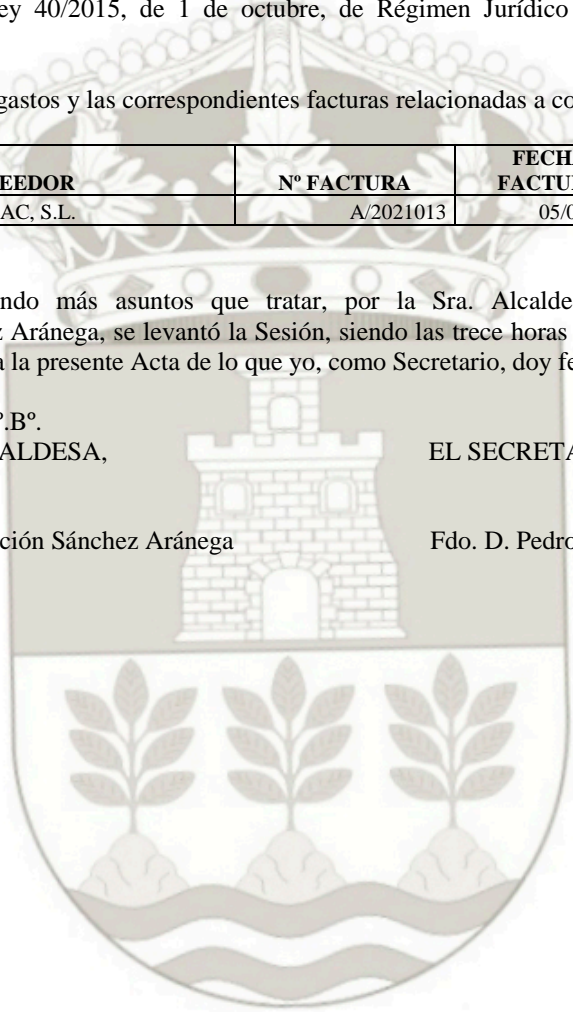 ey 40/2015, de 1 de octubre, de Régimen Jurídico
gastos y las correspondientes facturas relacionadas a co
EEDOR Nº FACTURA FECHA FACTU
AC, S.L. A/2021013 05/0
ndo más asuntos que tratar, por la Sra. Alcalde
z Aránega, se levantó la Sesión, siendo las trece horas
a la presente Acta de lo que yo, como Secretario, doy fe
º.Bº.
ALDESA, EL SECRETA
ción Sánchez Aránega Fdo. D. Pedro